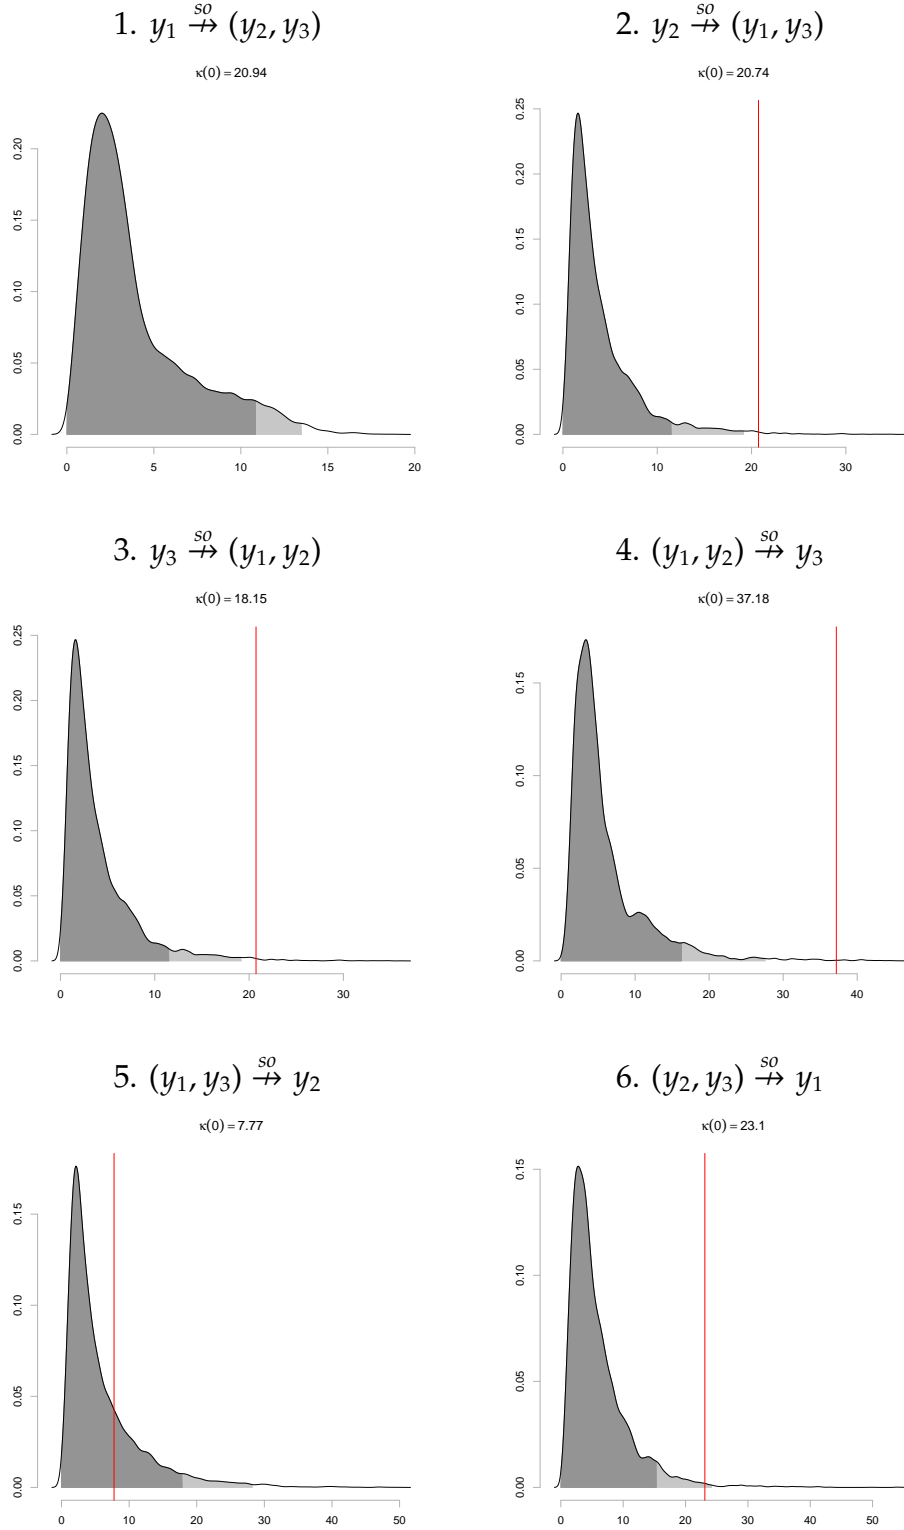 1. y₁ ↛ˢᵒ (y₂, y₃)
κ(0) = 20.94
0.00 0.05 0.10 0.15 0.20
0 5 10 15 20
2. y₂ ↛ˢᵒ (y₁, y₃)
κ(0) = 20.74
0.00 0.05 0.10 0.15 0.20 0.25
0 10 20 30
3. y₃ ↛ˢᵒ (y₁, y₂)
κ(0) = 18.15
0.00 0.05 0.10 0.15 0.20 0.25
0 10 20 30
4. (y₁, y₂) ↛ˢᵒ y₃
κ(0) = 37.18
0.00 0.05 0.10 0.15
0 10 20 30 40
5. (y₁, y₃) ↛ˢᵒ y₂
κ(0) = 7.77
0.00 0.05 0.10 0.15
0 10 20 30 40 50
6. (y₂, y₃) ↛ˢᵒ y₁
κ(0) = 23.1
0.00 0.05 0.10 0.15
0 10 20 30 40 50